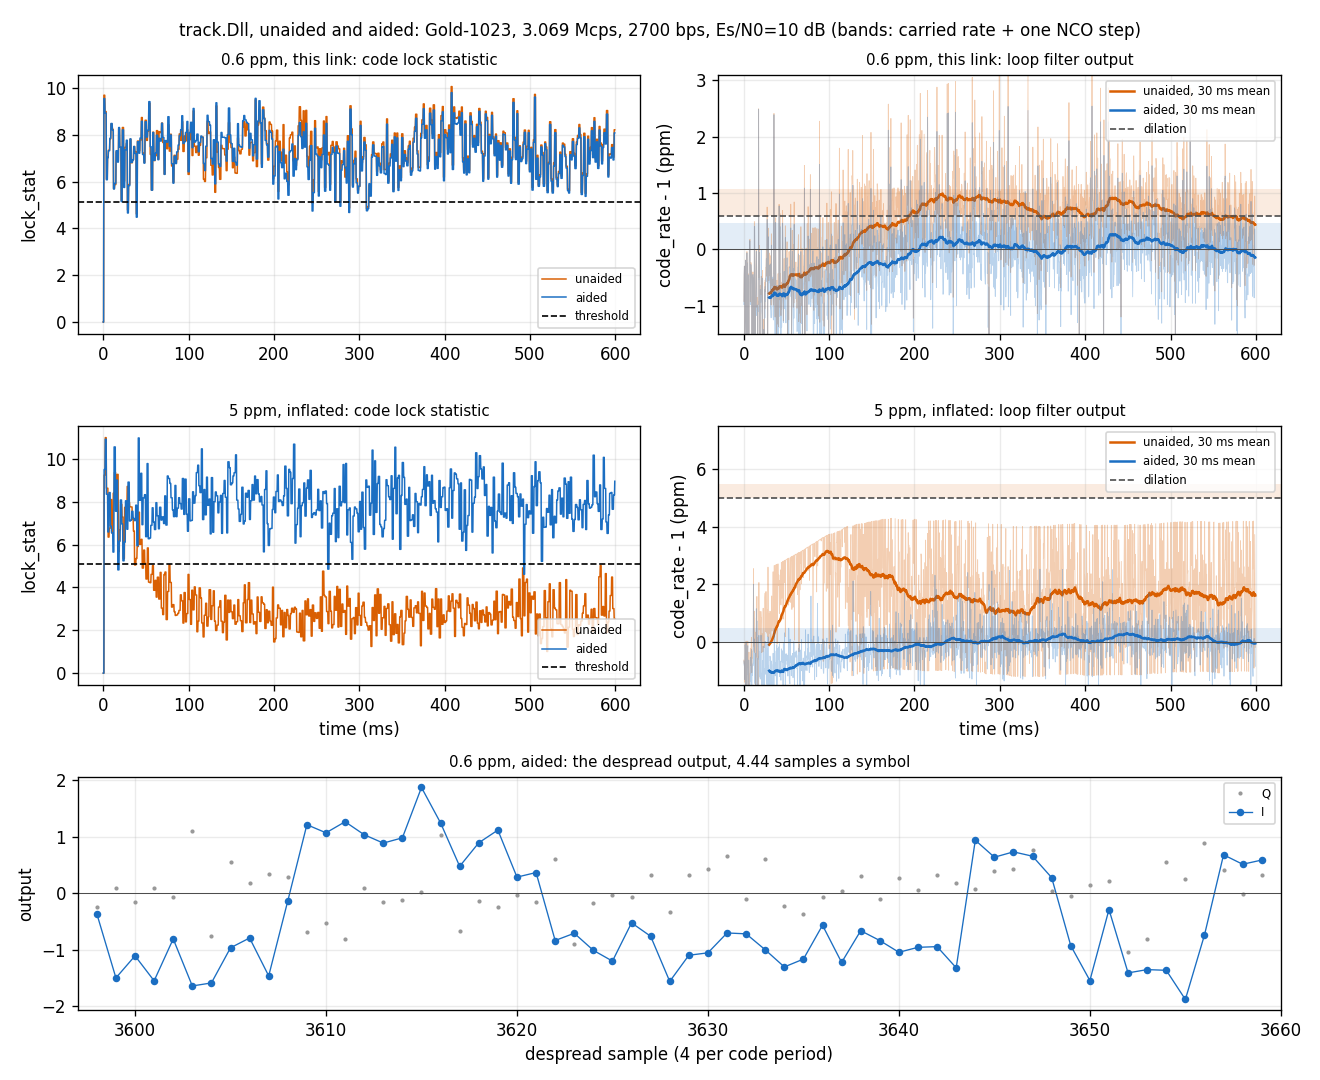 track.Dll, unaided and aided: Gold-1023, 3.069 Mcps, 2700 bps, Es/N0=10 dB (bands: carried rate + one NCO step)
0.6 ppm, this link: code lock statistic
10
8
6
4
2
0
lock_stat
unaided
aided
threshold
0 100 200 300 400 500 600
0.6 ppm, this link: loop filter output
3
2
1
0
−1
code_rate - 1 (ppm)
unaided, 30 ms mean
aided, 30 ms mean
dilation
0 100 200 300 400 500 600
5 ppm, inflated: code lock statistic
10
8
6
4
2
0
lock_stat
unaided
aided
threshold
0 100 200 300 400 500 600
time (ms)
5 ppm, inflated: loop filter output
6
4
2
0
code_rate - 1 (ppm)
unaided, 30 ms mean
aided, 30 ms mean
dilation
0 100 200 300 400 500 600
time (ms)
0.6 ppm, aided: the despread output, 4.44 samples a symbol
2
1
0
−1
−2
output
Q
I
3600 3610 3620 3630 3640 3650 3660
despread sample (4 per code period)